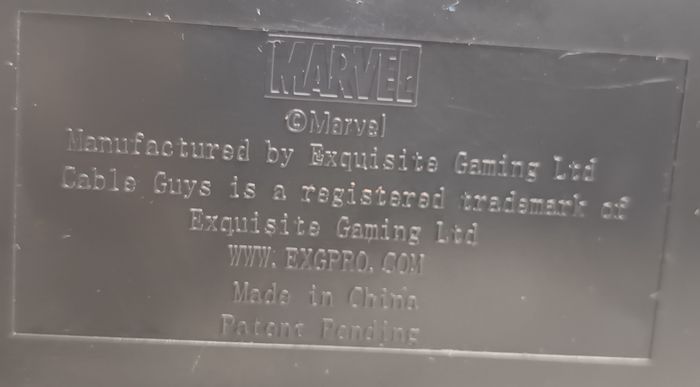 MARVEL
©Marvel
Manufactured by Exquisite Gaming Ltd
Cable Guys is a registered trademark of
Exquisite Gaming Ltd
WWW.EXGPRO.COM
Made in China
Patent Pending